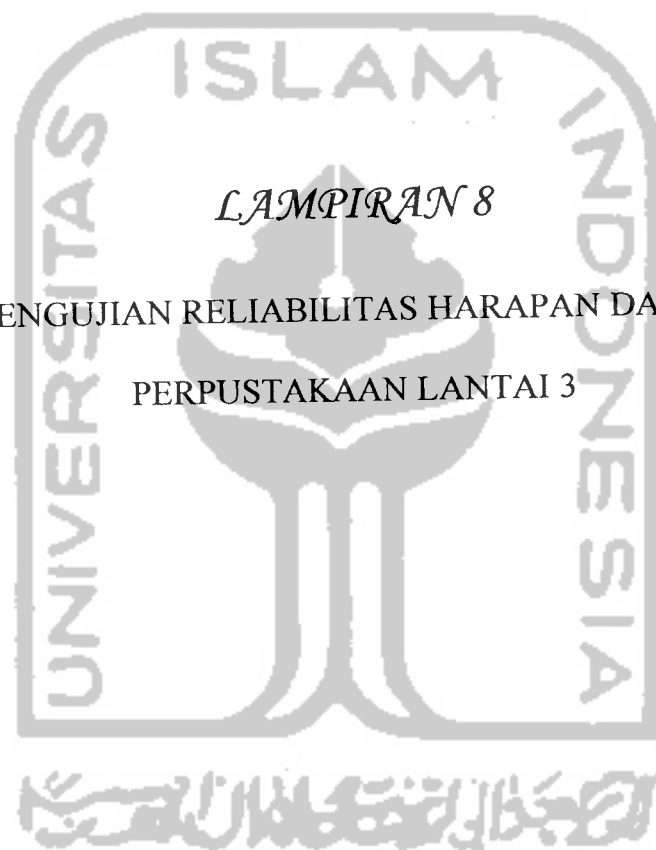 ISLAM
UNIVERSITAS
INDONESIA
LAMPIRAN 8
ENGUJIAN RELIABILITAS HARAPAN DA
PERPUSTAKAAN LANTAI 3